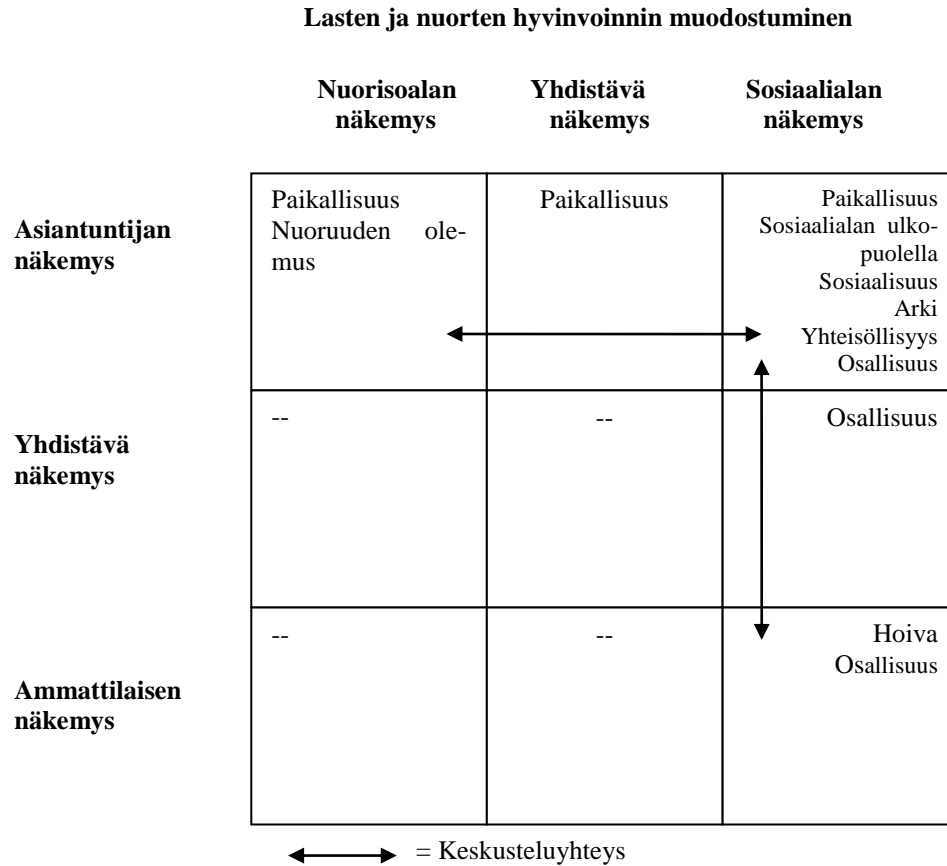 Lasten ja nuorten hyvinvoinnin muodostuminen
Nuorisoalan
näkemys
Yhdistävä
näkemys
Sosiaalialan
näkemys
Asiantuntijan
näkemys
Paikallisuus
Nuoruuden ole-
mus
Paikallisuus
Paikallisuus
Sosiaalialan ulko-
puolella
Sosiaalisuus
Arki
Yhteisöllisyys
Osallisuus
Yhdistävä
näkemys
--
--
Osallisuus
Ammattilaisen
näkemys
--
--
Hoiva
Osallisuus
= Keskusteluyhteys